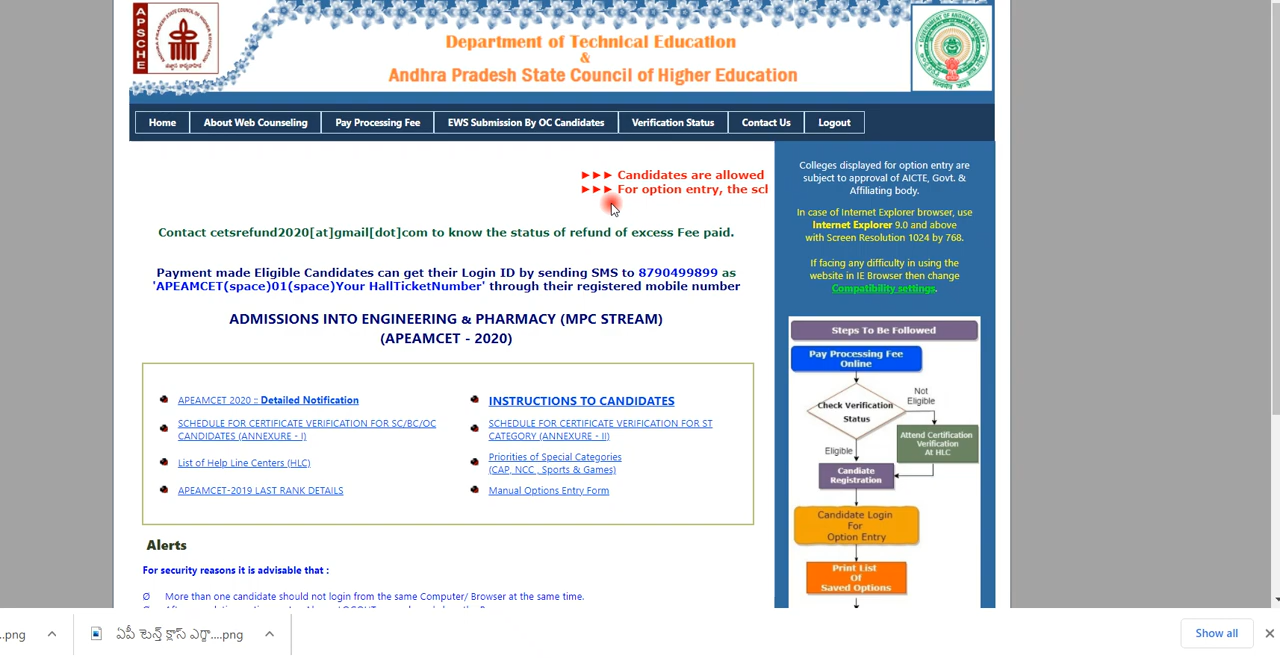 APSCHE
Department of Technical Education
&
Andhra Pradesh State Council of Higher Education
Home
About Web Counseling
Pay Processing Fee
EWS Submission By OC Candidates
Verification Status
Contact Us
Logout
►►► Candidates are allowed
►►► For option entry, the scl
Contact cetsrefund2020[at]gmail[dot]com to know the status of refund of excess Fee paid.
Payment made Eligible Candidates can get their Login ID by sending SMS to 8790499899 as
'APEAMCET(space)01(space)Your HallTicketNumber' through their registered mobile number
ADMISSIONS INTO ENGINEERING & PHARMACY (MPC STREAM)
(APEAMCET - 2020)
APEAMCET 2020 :: Detailed Notification
INSTRUCTIONS TO CANDIDATES
SCHEDULE FOR CERTIFICATE VERIFICATION FOR SC/BC/OC
CANDIDATES (ANNEXURE - I)
SCHEDULE FOR CERTIFICATE VERIFICATION FOR ST
CATEGORY (ANNEXURE - II)
List of Help Line Centers (HLC)
Priorities of Special Categories
(CAP, NCC , Sports & Games)
APEAMCET-2019 LAST RANK DETAILS
Manual Options Entry Form
Alerts
For security reasons it is advisable that :
Ø More than one candidate should not login from the same Computer/ Browser at the same time.
Colleges displayed for option entry are
subject to approval of AICTE, Govt. &
Affiliating body.
In case of Internet Explorer browser, use
Internet Explorer 9.0 and above
with Screen Resolution 1024 by 768.
If facing any difficulty in using the
website in IE Browser then change
Compatibility settings.
Steps To Be Followed
Pay Processing Fee
Online
Check Verification
Status
Not
Eligible
Attend Certification
Verification
At HLC
Eligible
Candiate
Registration
Candidate Login
For
Option Entry
Print List
Of
Saved Options
...png
ఏపీ టెన్త్ క్లాస్ ఎగ్జా....png
Show all